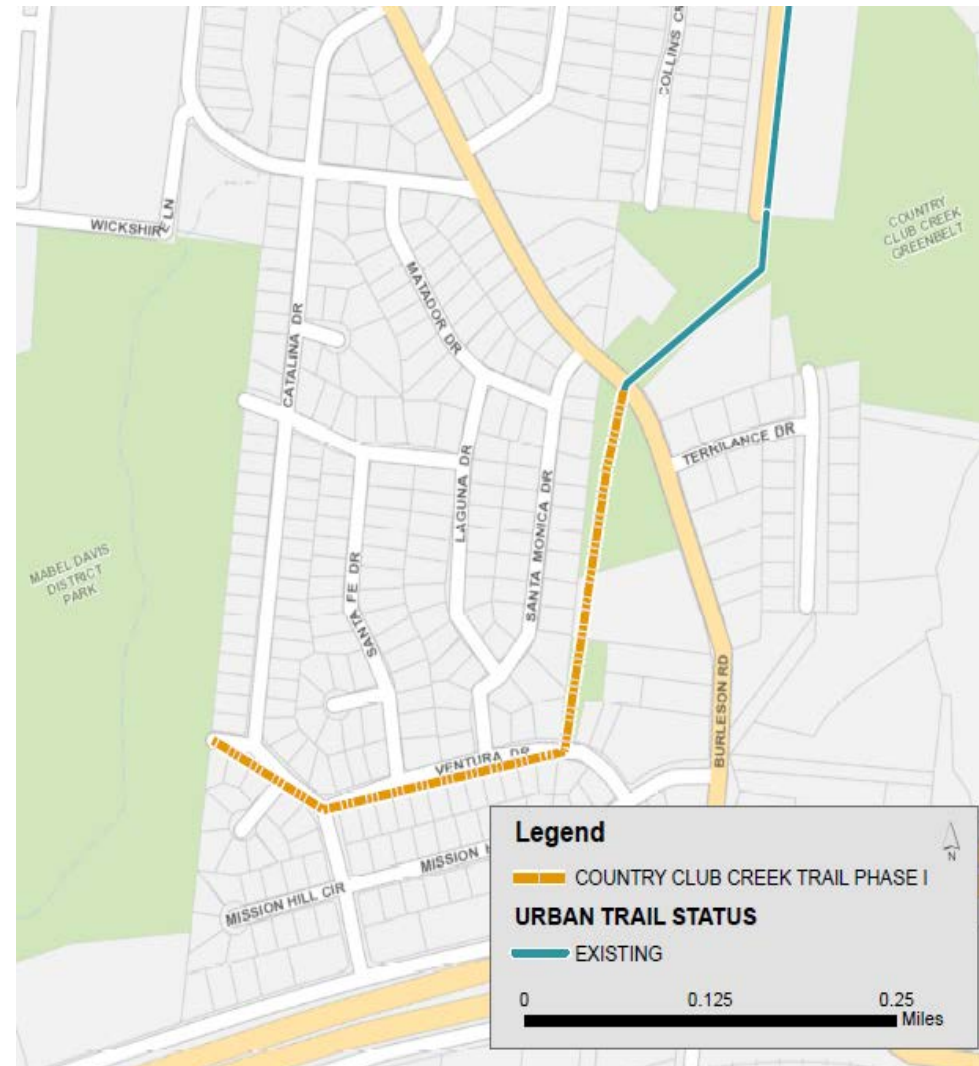 COLLINS
COUNTRY
CLUB CREEK
GREENBELT
WICKSHIRE LN
MATADOR DR
CATALINA DR
TERRILANCE DR
LAGUNA DR
SANTA MONICA DR
MABEL DAVIS
DISTRICT
PARK
SANTA FE DR
BURLESON RD
VENTURA DR
MISSION
MISSION HILL CIR
Legend
N
COUNTRY CLUB CREEK TRAIL PHASE I
URBAN TRAIL STATUS
EXISTING
0 0.125 0.25
Miles